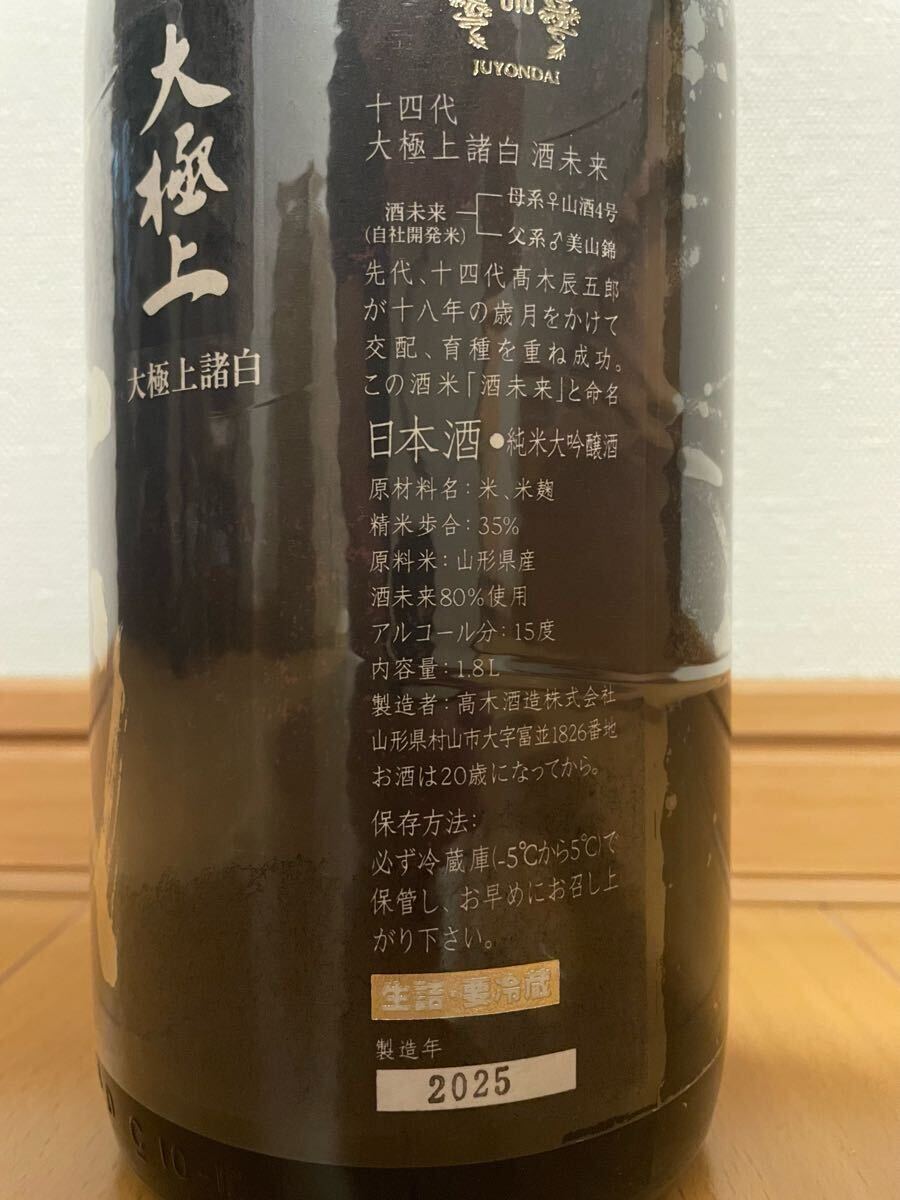 大極上
大極上諸白
JUYONDAI
十四代
大極上諸白 酒未来
酒未来
(自社開発米)
母系♀山酒4号
父系♂美山錦
先代、十四代髙木辰五郎
が十八年の歳月をかけて
交配、育種を重ね成功。
この酒米「酒未来」と命名
日本酒●純米大吟醸酒
原材料名:米、米麹
精米歩合:35%
原料米:山形県産
酒未来80%使用
アルコール分:15度
内容量:1.8L
製造者:高木酒造株式会社
山形県村山市大字富並1826番地
お酒は20歳になってから。
保存方法:
必ず冷蔵庫(-5℃から5℃)で
保管し、お早めにお召し上
がり下さい。
生詰・要冷蔵
製造年
2025